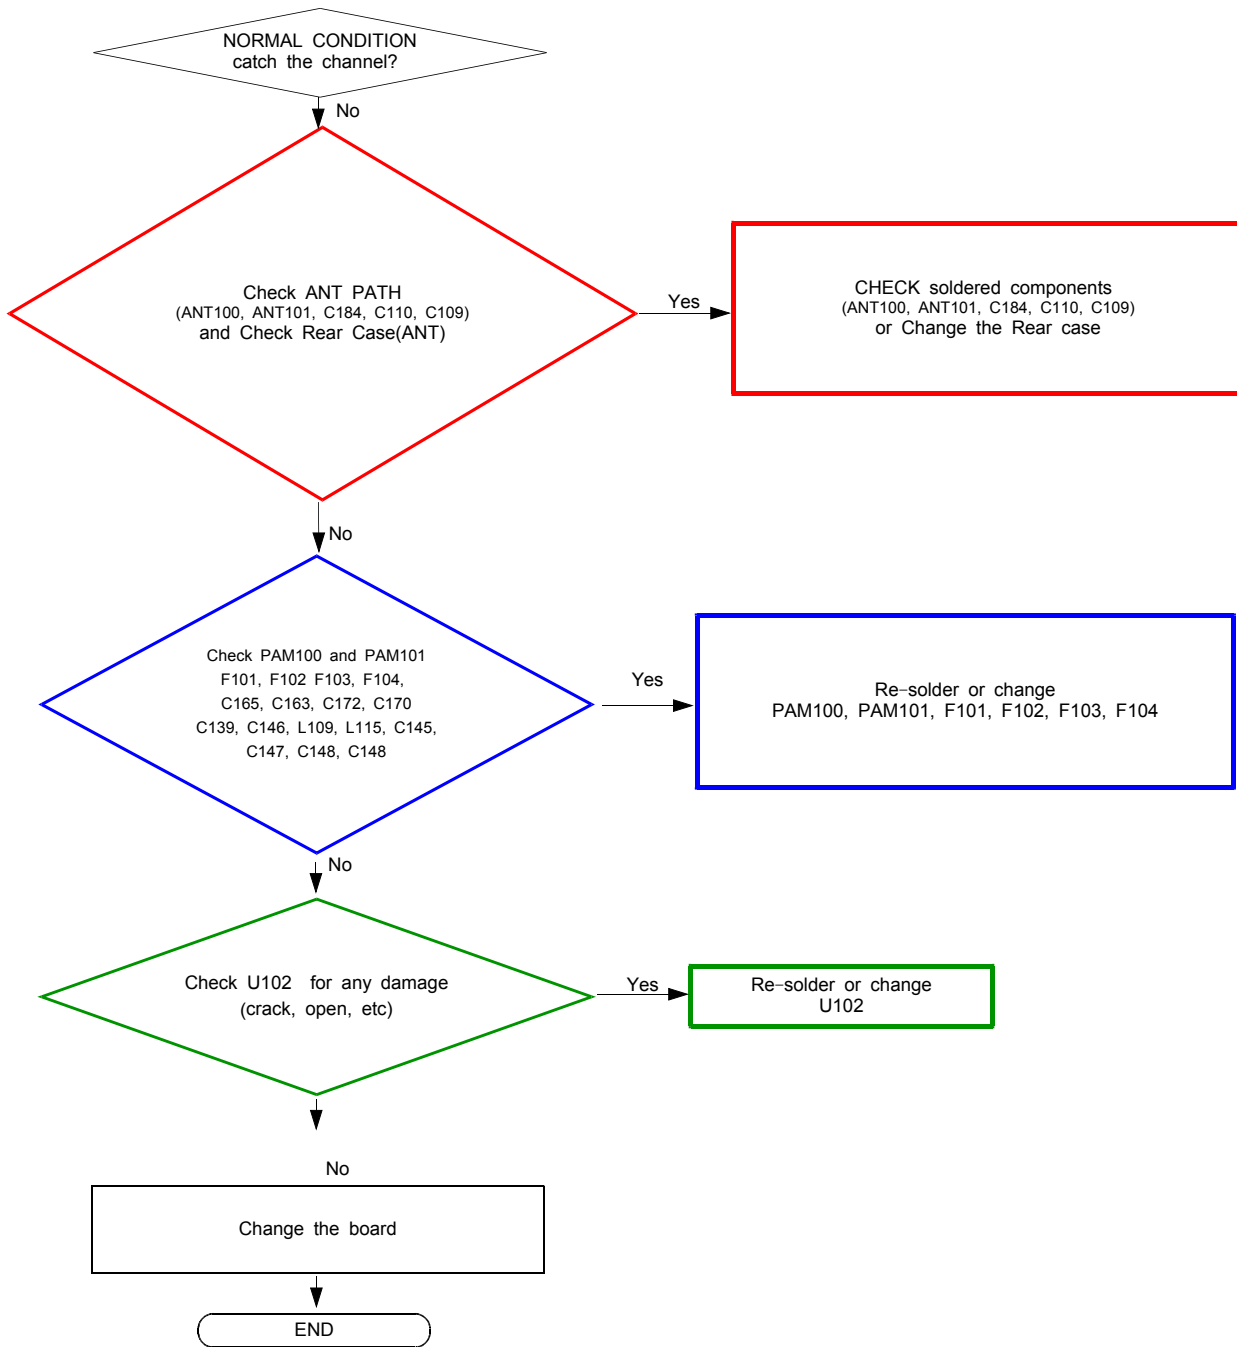 NORMAL CONDITION
catch the channel?
No
Check ANT PATH
(ANT100, ANT101, C184, C110, C109)
and Check Rear Case(ANT)
Yes
CHECK soldered components
(ANT100, ANT101, C184, C110, C109)
or Change the Rear case
No
Check PAM100 and PAM101
F101, F102 F103, F104,
C165, C163, C172, C170
C139, C146, L109, L115, C145,
C147, C148, C148
Yes
Re-solder or change
PAM100, PAM101, F101, F102, F103, F104
No
Check U102 for any damage
(crack, open, etc)
Yes
Re-solder or change
U102
No
Change the board
END